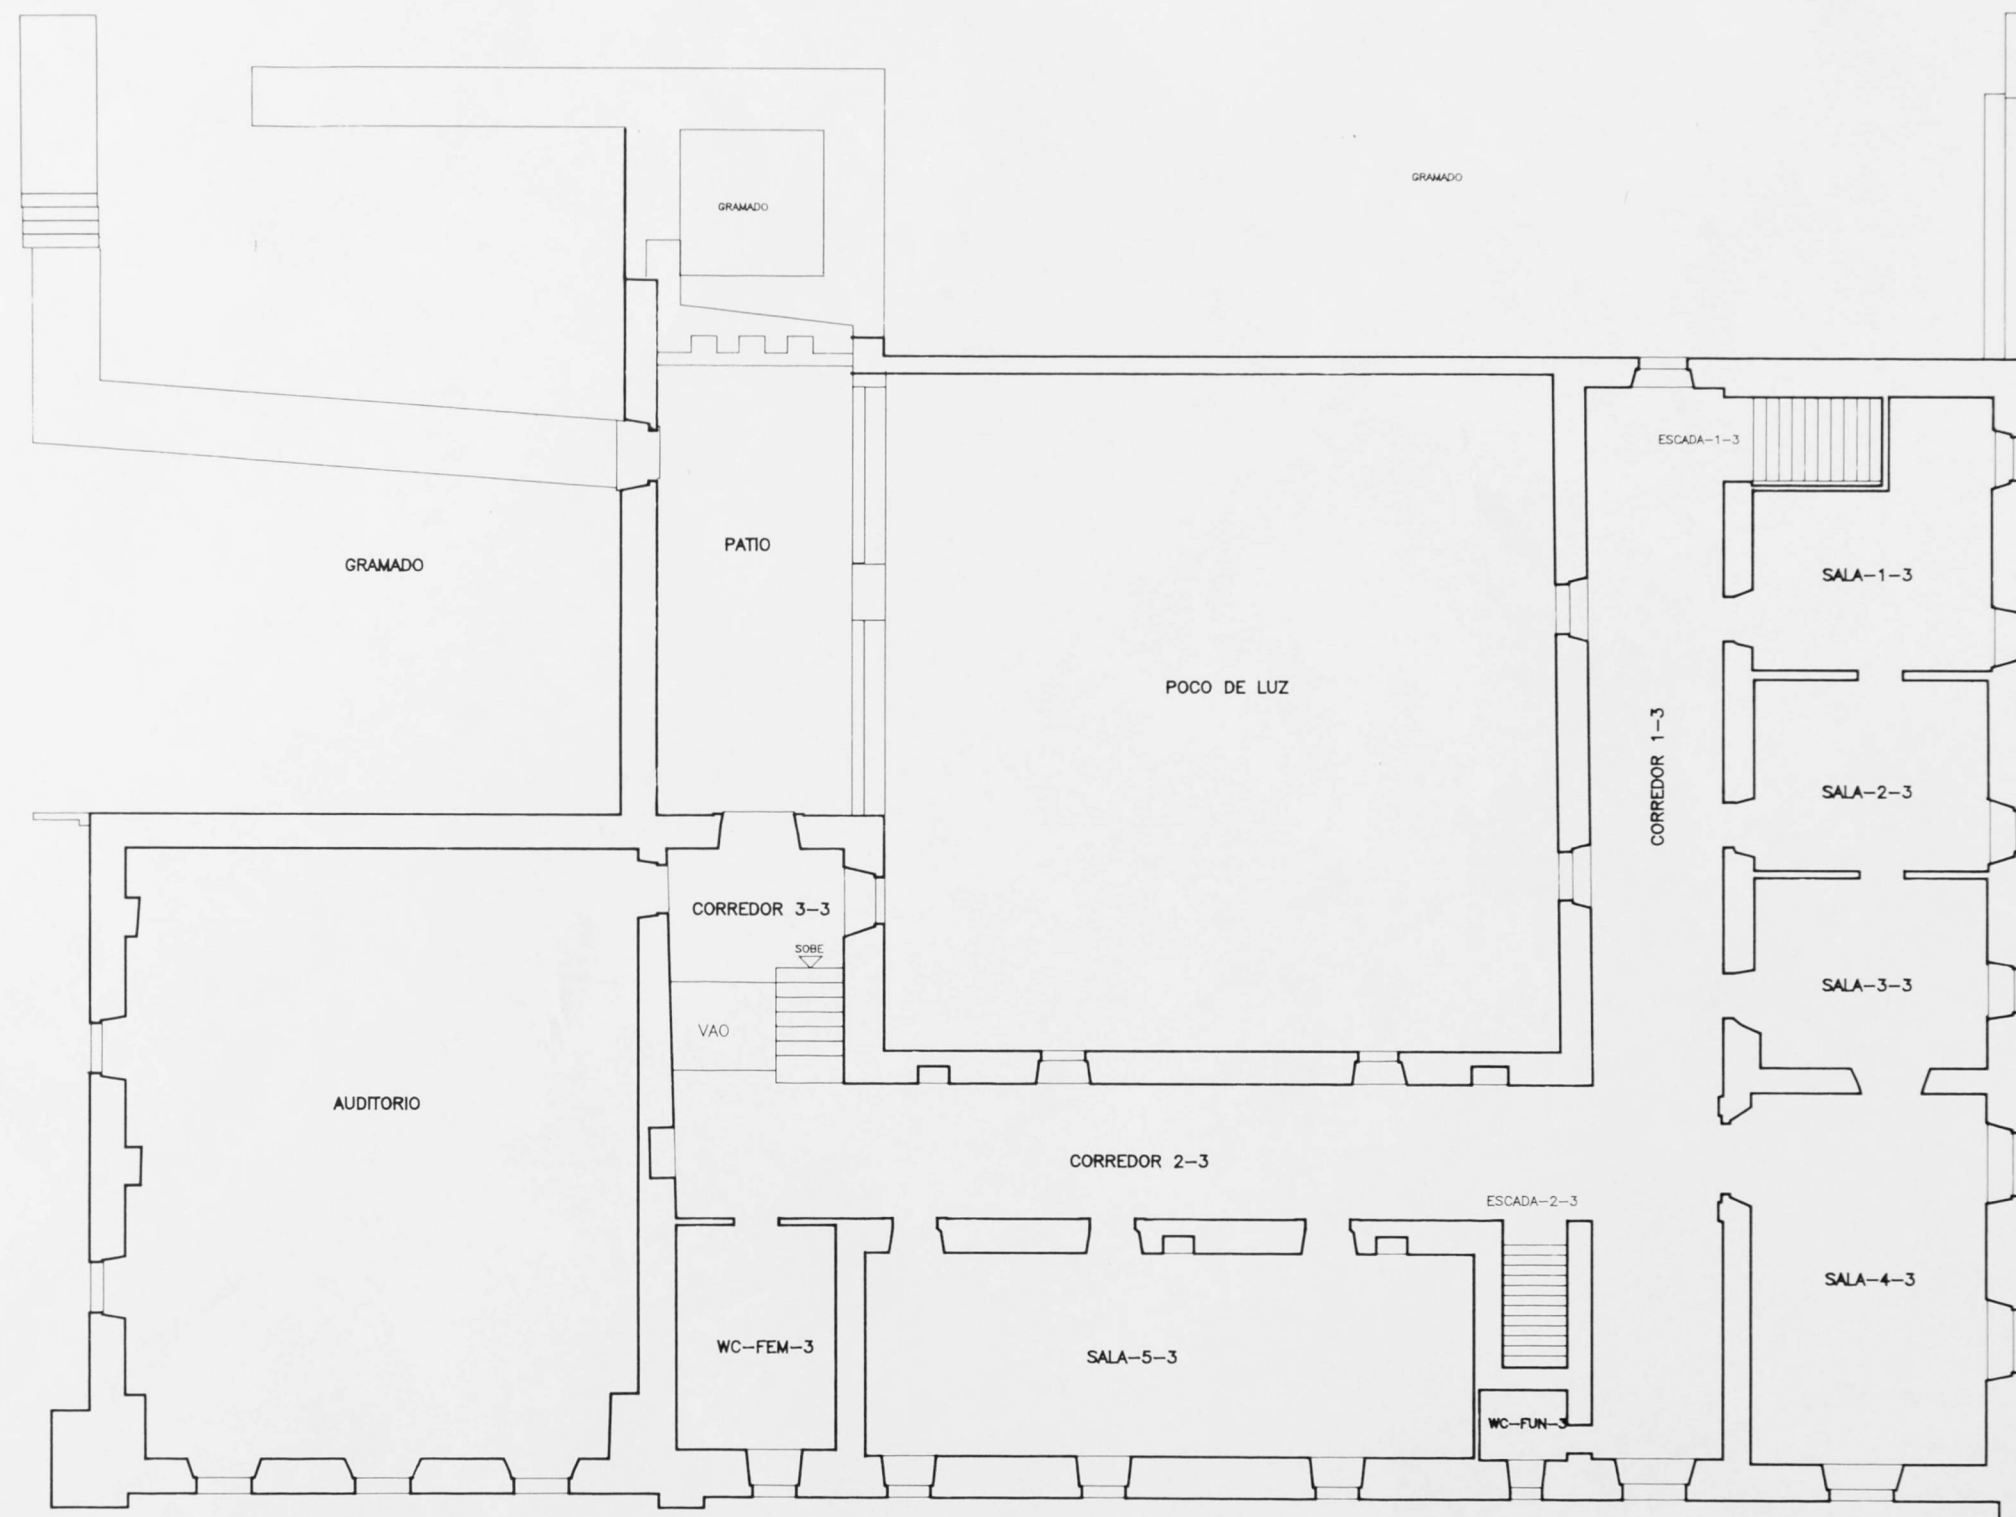 GRAMADO
GRAMADO
ESCADA-1-3
PATIO
GRAMADO
SALA-1-3
POCO DE LUZ
CORREDOR 1-3
SALA-2-3
CORREDOR 3-3
SOBE
SALA-3-3
VAO
AUDITORIO
CORREDOR 2-3
ESCADA-2-3
SALA-4-3
WC-FEM-3
SALA-5-3
WC-FUN-3